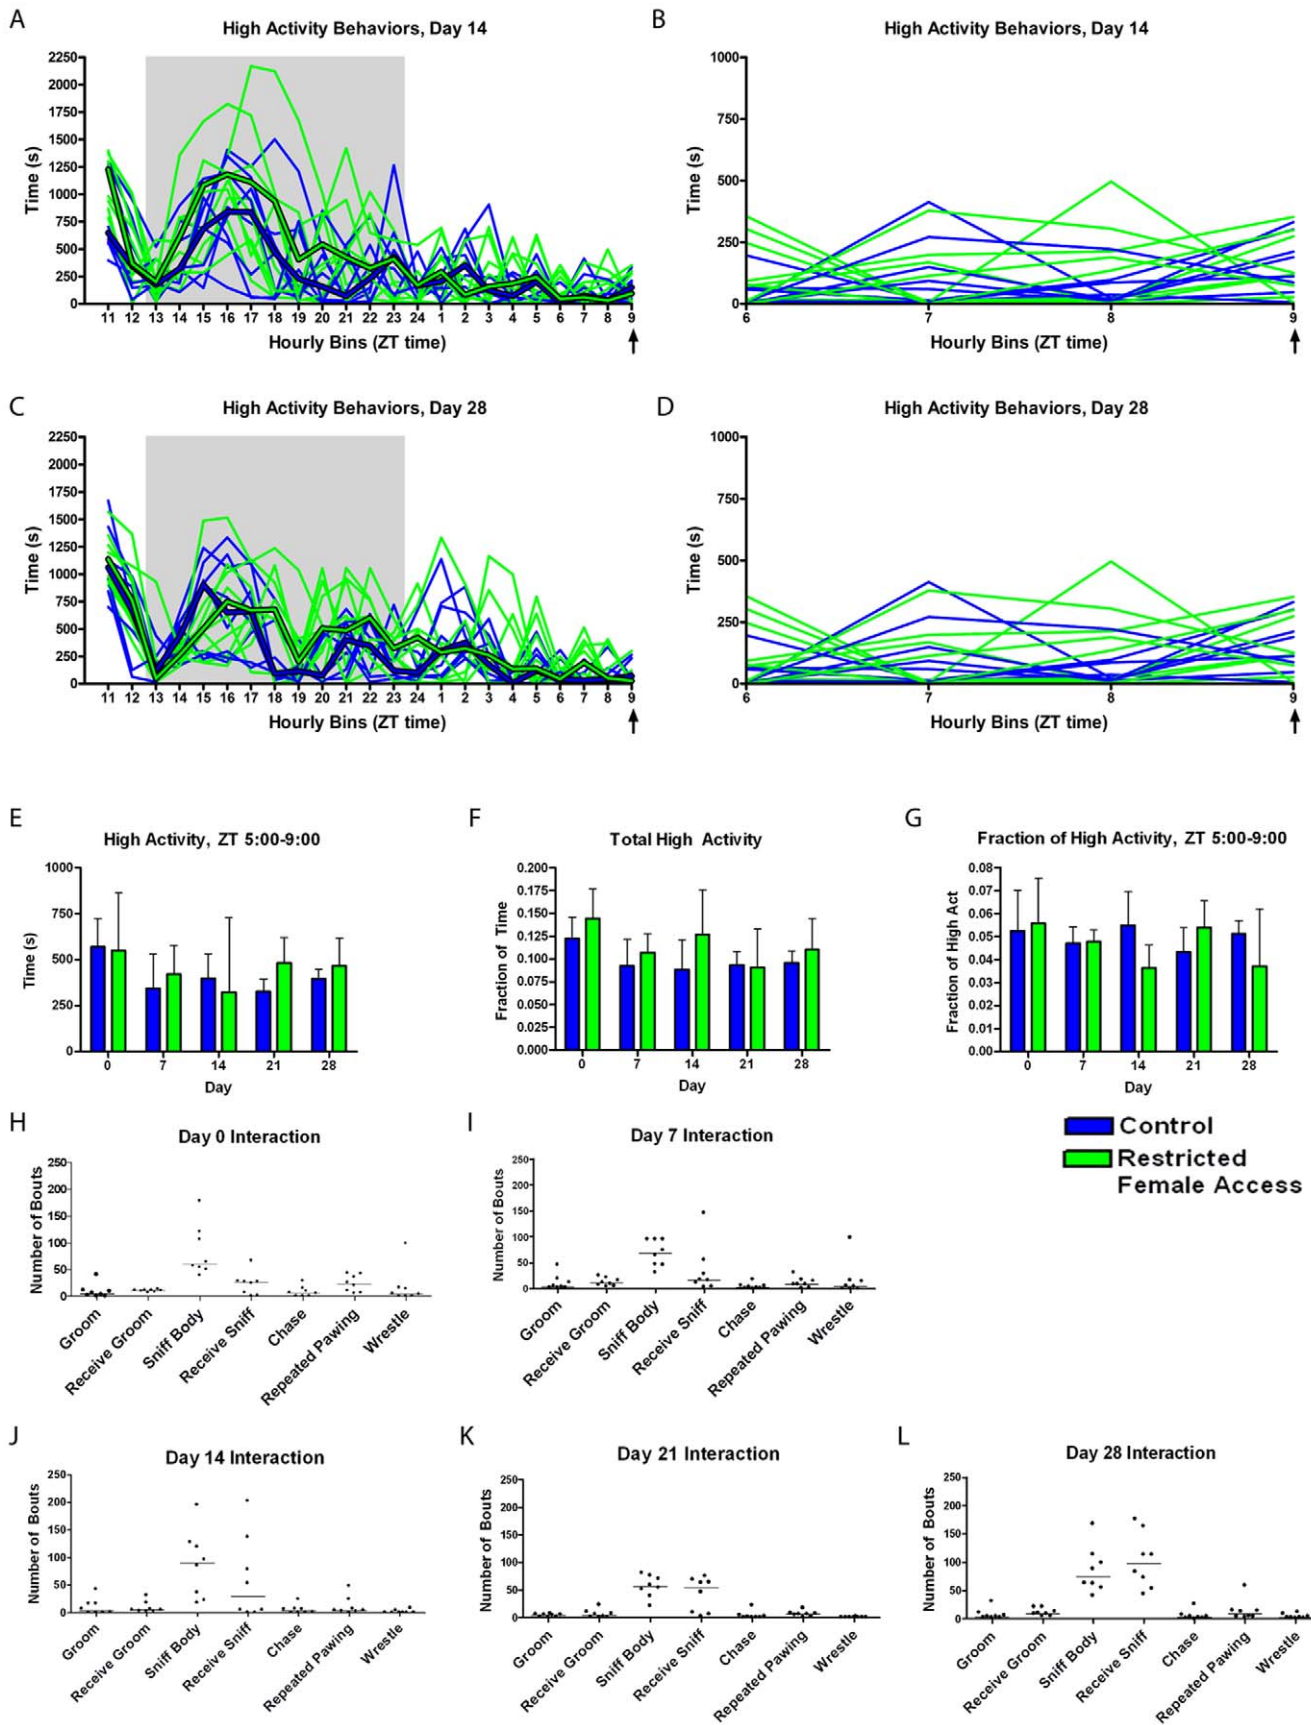 A
High Activity Behaviors, Day 14
2250
2000
1750
1500
1250
1000
750
500
250
0
Time (s)
11 12 13 14 15 16 17 18 19 20 21 22 23 24 1 2 3 4 5 6 7 8 9
Hourly Bins (ZT time)
B
High Activity Behaviors, Day 14
1000
750
500
250
0
Time (s)
6 7 8 9
Hourly Bins (ZT time)
C
High Activity Behaviors, Day 28
2250
2000
1750
1500
1250
1000
750
500
250
0
Time (s)
11 12 13 14 15 16 17 18 19 20 21 22 23 24 1 2 3 4 5 6 7 8 9
Hourly Bins (ZT time)
D
High Activity Behaviors, Day 28
1000
750
500
250
0
Time (s)
6 7 8 9
Hourly Bins (ZT time)
E
High Activity, ZT 5:00-9:00
1000
750
500
250
0
Time (s)
0 7 14 21 28
Day
F
Total High Activity
0.200
0.175
0.150
0.125
0.100
0.075
0.050
0.025
0.000
Fraction of Time
0 7 14 21 28
Day
G
Fraction of High Activity, ZT 5:00-9:00
0.08
0.07
0.06
0.05
0.04
0.03
0.02
0.01
0.00
Fraction of High Act
0 7 14 21 28
Day
Control
Restricted
Female Access
H
Day 0 Interaction
250
200
150
100
50
0
Number of Bouts
Groom
Receive Groom
Sniff Body
Receive Sniff
Chase
Repeated Pawing
Wrestle
I
Day 7 Interaction
250
200
150
100
50
0
Number of Bouts
Groom
Receive Groom
Sniff Body
Receive Sniff
Chase
Repeated Pawing
Wrestle
J
Day 14 Interaction
250
200
150
100
50
0
Number of Bouts
Groom
Receive Groom
Sniff Body
Receive Sniff
Chase
Repeated Pawing
Wrestle
K
Day 21 Interaction
250
200
150
100
50
0
Number of Bouts
Groom
Receive Groom
Sniff Body
Receive Sniff
Chase
Repeated Pawing
Wrestle
L
Day 28 Interaction
250
200
150
100
50
0
Number of Bouts
Groom
Receive Groom
Sniff Body
Receive Sniff
Chase
Repeated Pawing
Wrestle